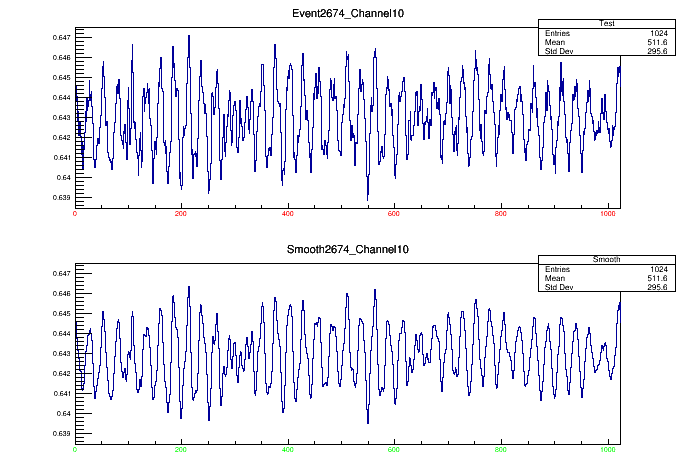 Event2674_Channel10
Test
Entries 1024
Mean 511.6
Std Dev 295.6
0.647
0.646
0.645
0.644
0.643
0.642
0.641
0.64
0.639
0 200 400 600 800 1000
Smooth2674_Channel10
Smooth
Entries 1024
Mean 511.6
Std Dev 295.6
0.647
0.646
0.645
0.644
0.643
0.642
0.641
0.64
0.639
0 200 400 600 800 1000